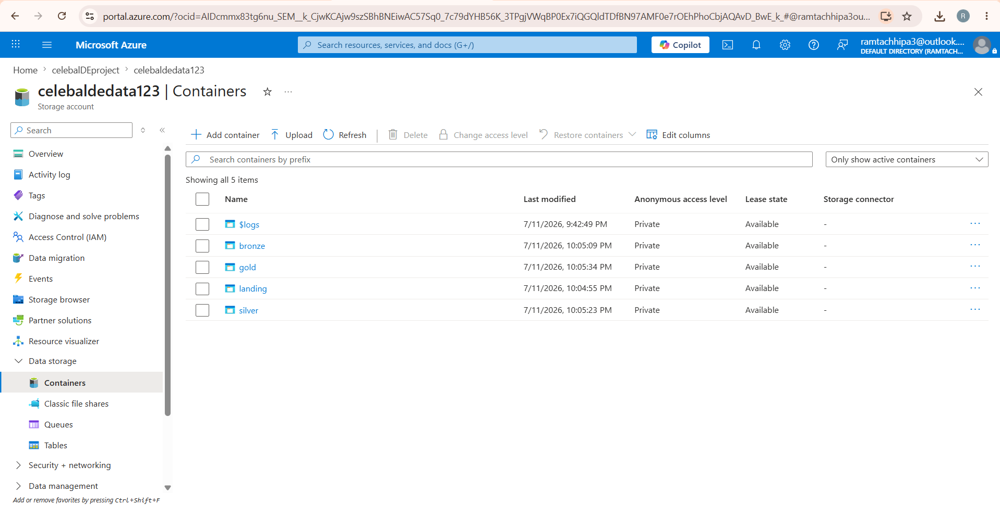 portal.azure.com/?ocid=AIDcmmx83tg6nu_SEM__k_CjwKCAjw9szSBhBNEiwAC57Sq0_7c79dYHB56K_3TPgjVWqBP0Ex7iQGQldTDfBN97AMF0e7rOEhPhoCbjAQAvD_BwE_k_#@ramtachhipa3ou...
R
Microsoft Azure
Search resources, services, and docs (G+/)
Copilot
ramtachhipa3@outlook....
DEFAULT DIRECTORY (RAMTACH...
Home > celebalDEproject > celebaldedata123
celebaldedata123 | Containers
Storage account
Search
Add container
Upload
Refresh
Delete
Change access level
Restore containers
Edit columns
Search containers by prefix
Only show active containers
Showing all 5 items
Name Last modified Anonymous access level Lease state Storage connector
$logs 7/11/2026, 9:42:49 PM Private Available -
bronze 7/11/2026, 10:05:09 PM Private Available -
gold 7/11/2026, 10:05:34 PM Private Available -
landing 7/11/2026, 10:04:55 PM Private Available -
silver 7/11/2026, 10:05:23 PM Private Available -
Overview
Activity log
Tags
Diagnose and solve problems
Access Control (IAM)
Data migration
Events
Storage browser
Partner solutions
Resource visualizer
Data storage
Containers
Classic file shares
Queues
Tables
Security + networking
Data management
Add or remove favorites by pressing Ctrl+Shift+F